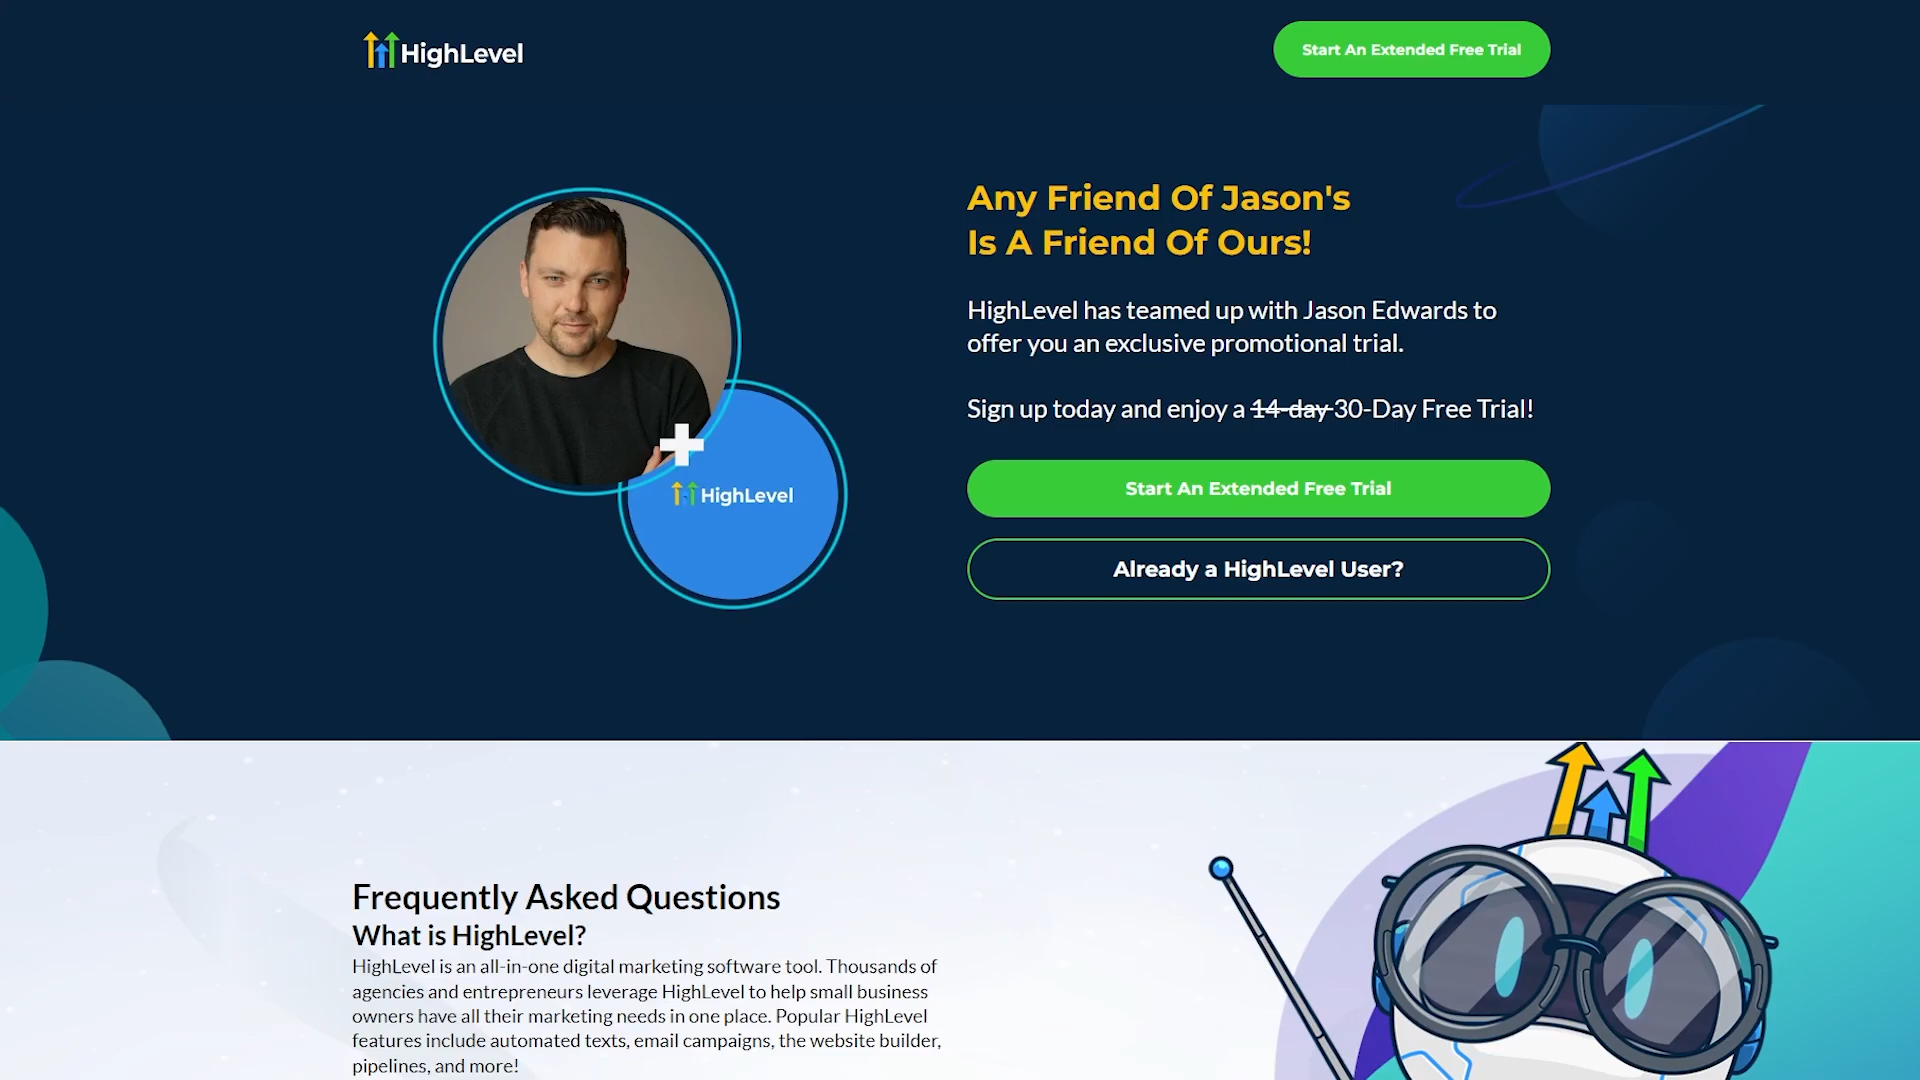 HighLevel
Start An Extended Free Trial
Any Friend Of Jason's
Is A Friend Of Ours!
HighLevel has teamed up with Jason Edwards to
offer you an exclusive promotional trial.
Sign up today and enjoy a 14-day 30-Day Free Trial!
HighLevel
Start An Extended Free Trial
Already a HighLevel User?
Frequently Asked Questions
What is HighLevel?
HighLevel is an all-in-one digital marketing software tool. Thousands of
agencies and entrepreneurs leverage HighLevel to help small business
owners have all their marketing needs in one place. Popular HighLevel
features include automated texts, email campaigns, the website builder,
pipelines, and more!